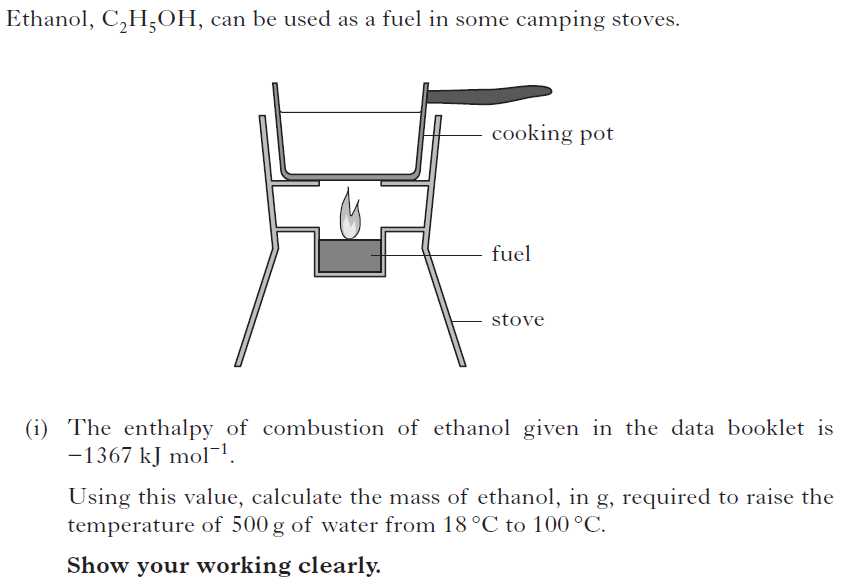 Ethanol, C₂H₅OH, can be used as a fuel in some camping stoves.
cooking pot
fuel
stove
(i) The enthalpy of combustion of ethanol given in the data booklet is
−1367 kJ mol⁻¹.
Using this value, calculate the mass of ethanol, in g, required to raise the
temperature of 500 g of water from 18 °C to 100 °C.
Show your working clearly.